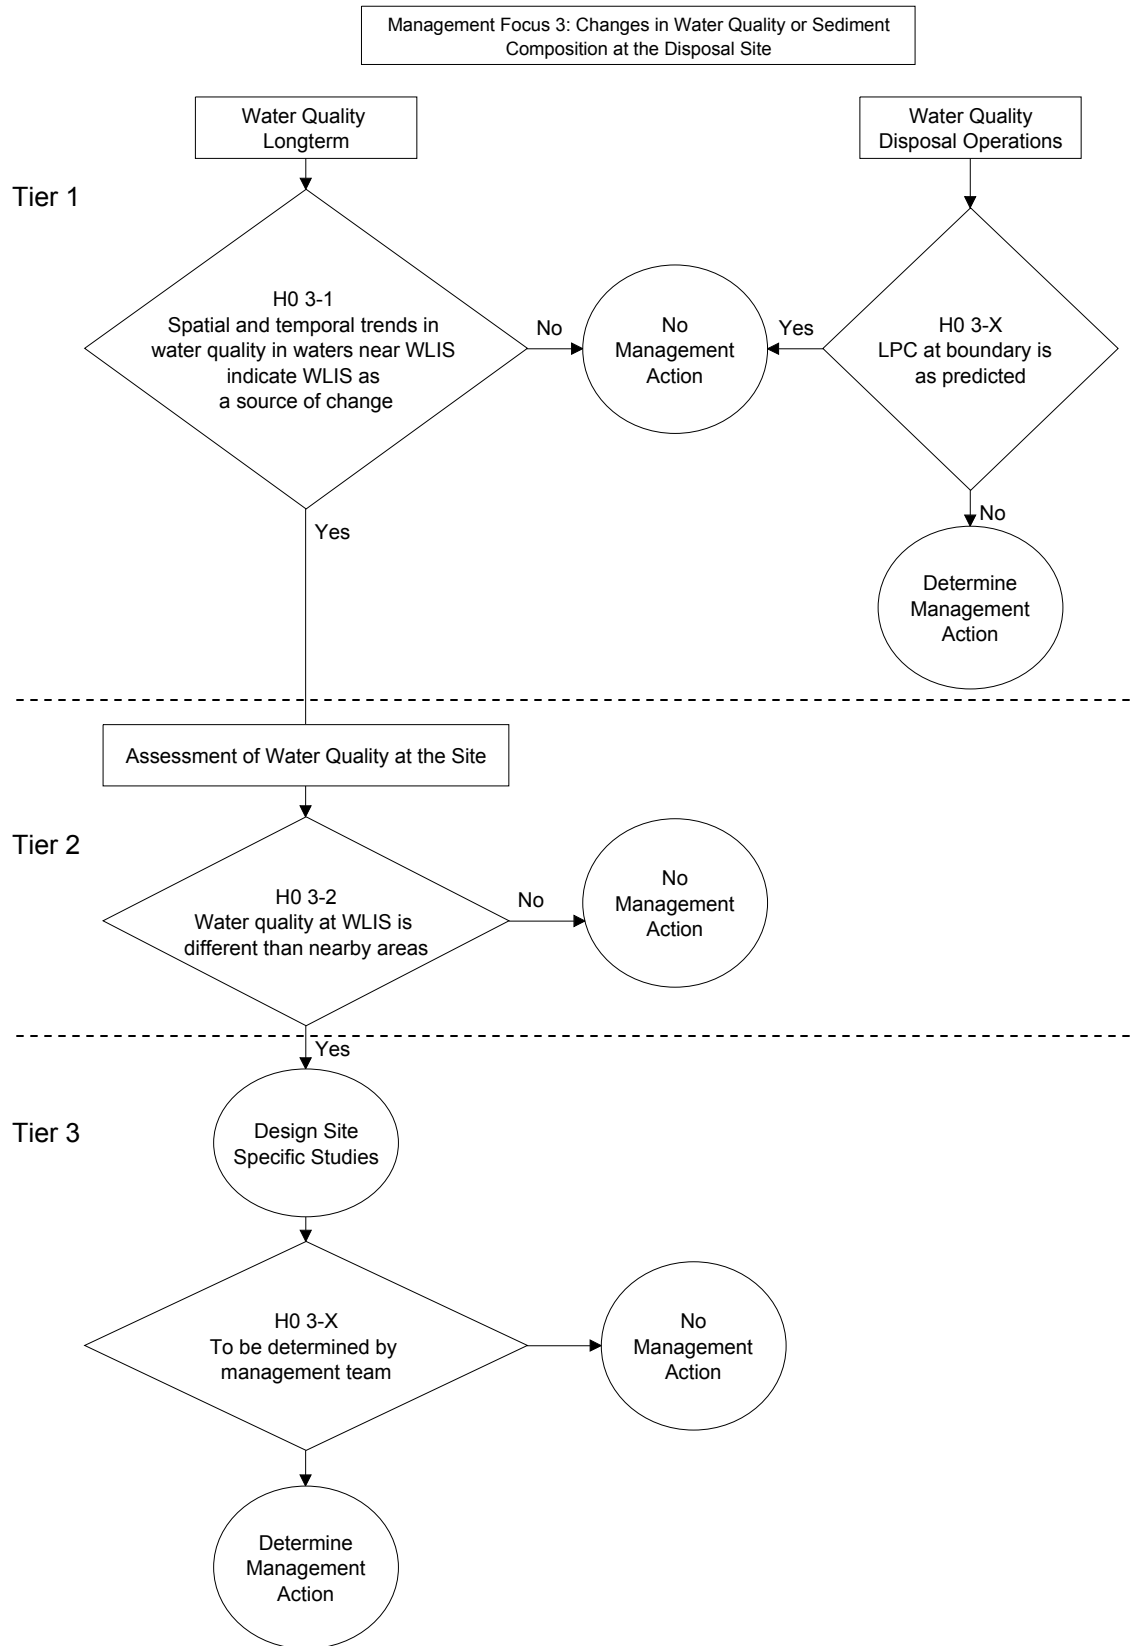 Management Focus 3: Changes in Water Quality or Sediment
Composition at the Disposal Site
Water Quality
Longterm
Water Quality
Disposal Operations
Tier 1
H0 3-1
Spatial and temporal trends in
water quality in waters near WLIS
indicate WLIS as
a source of change
No
No
Management
Action
Yes
H0 3-X
LPC at boundary is
as predicted
Yes
No
Determine
Management
Action
Assessment of Water Quality at the Site
Tier 2
H0 3-2
Water quality at WLIS is
different than nearby areas
No
No
Management
Action
Yes
Tier 3
Design Site
Specific Studies
H0 3-X
To be determined by
management team
No
Management
Action
Determine
Management
Action